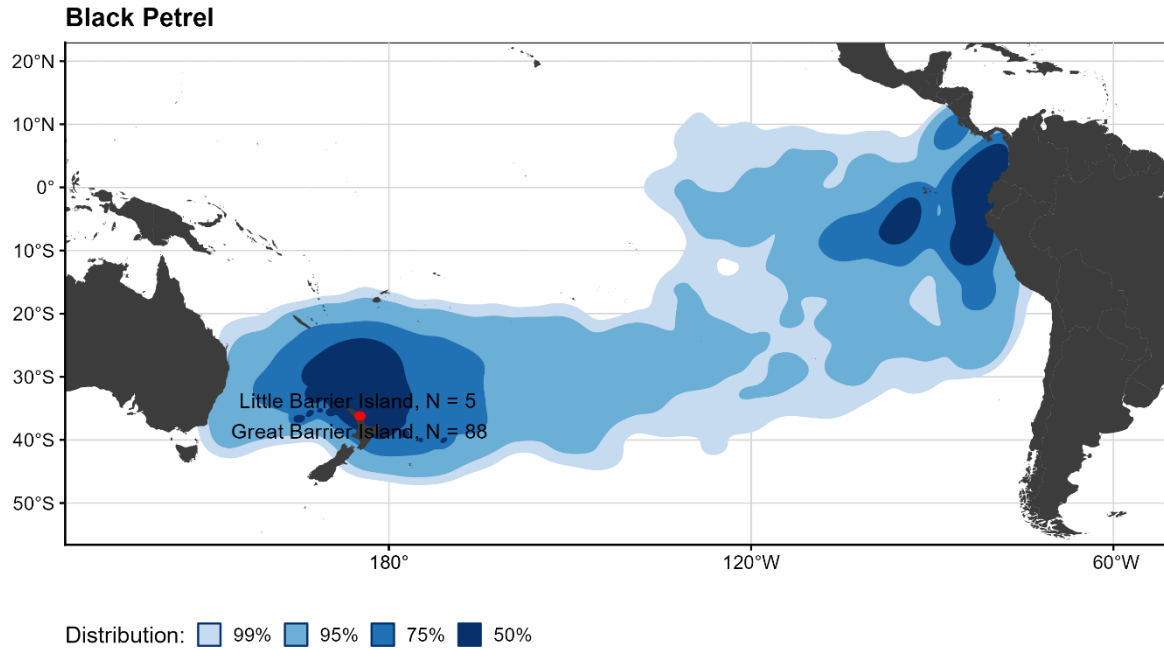 Black Petrel
20°N
10°N
0°
10°S
20°S
30°S
40°S
50°S
Little Barrier Island, N = 5
Great Barrier Island, N = 88
180°
120°W
60°W
Distribution: 99% 95% 75% 50%